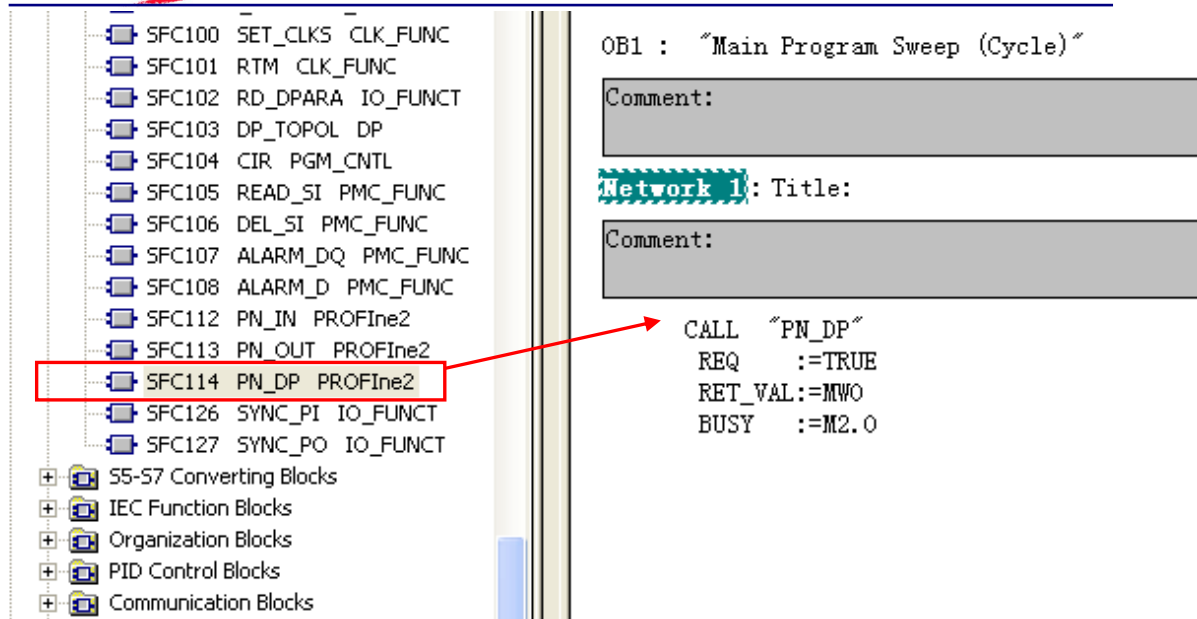 SFC100 SET_CLKS CLK_FUNC
SFC101 RTM CLK_FUNC
SFC102 RD_DPARA IO_FUNCT
SFC103 DP_TOPOL DP
SFC104 CIR PGM_CNTL
SFC105 READ_SI PMC_FUNC
SFC106 DEL_SI PMC_FUNC
SFC107 ALARM_DQ PMC_FUNC
SFC108 ALARM_D PMC_FUNC
SFC112 PN_IN PROFIne2
SFC113 PN_OUT PROFIne2
SFC114 PN_DP PROFIne2
SFC126 SYNC_PI IO_FUNCT
SFC127 SYNC_PO IO_FUNCT
S5-S7 Converting Blocks
IEC Function Blocks
Organization Blocks
PID Control Blocks
Communication Blocks
OB1 : "Main Program Sweep (Cycle)"
Comment:
Network 1: Title:
Comment:
CALL "PN_DP"
REQ :=TRUE
RET_VAL:=MW0
BUSY :=M2.0